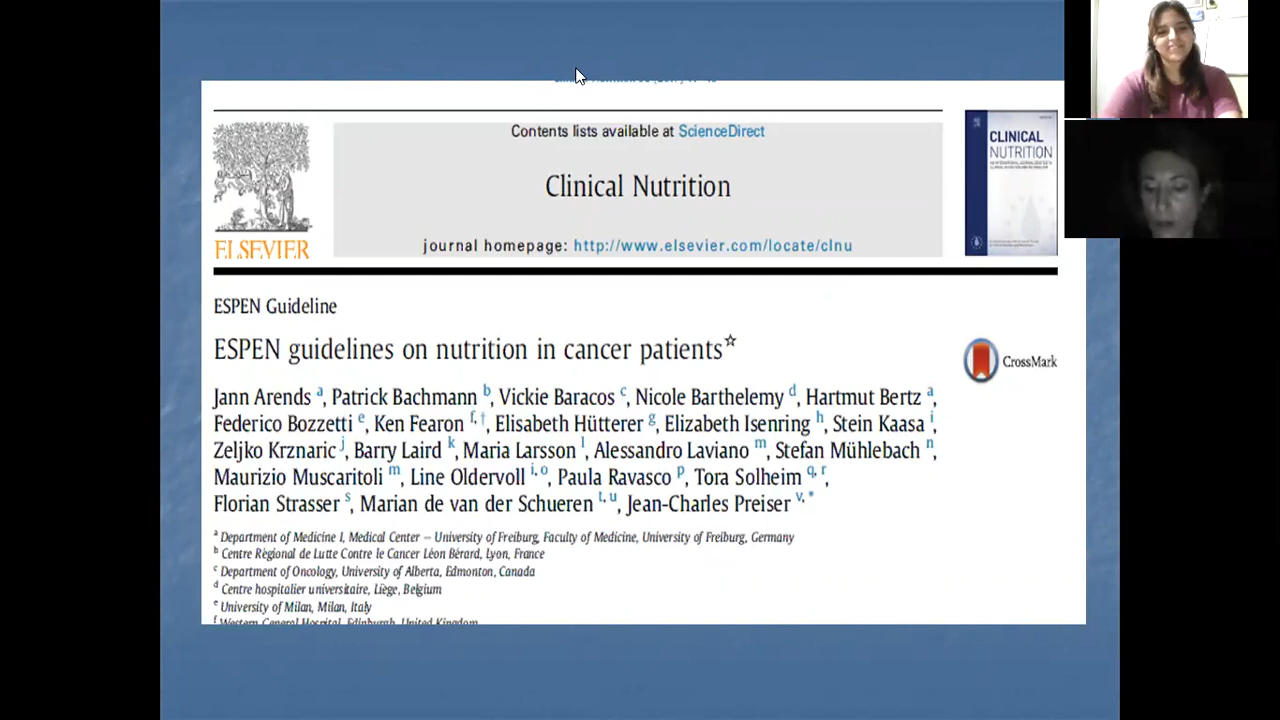 Contents lists available at ScienceDirect
Clinical Nutrition
journal homepage: http://www.elsevier.com/locate/clnu
ELSEVIER
CLINICAL
NUTRITION
ESPEN Guideline
ESPEN guidelines on nutrition in cancer patients☆
CrossMark
Jann Arends a, Patrick Bachmann b, Vickie Baracos c, Nicole Barthelemy d, Hartmut Bertz a,
Federico Bozzetti e, Ken Fearon f, †, Elisabeth Hütterer g, Elizabeth Isenring h, Stein Kaasa i,
Zeljko Krznaric j, Barry Laird k, Maria Larsson l, Alessandro Laviano m, Stefan Mühlebach n,
Maurizio Muscaritoli m, Line Oldervoll i, o, Paula Ravasco p, Tora Solheim q, r,
Florian Strasser s, Marian de van der Schueren t, u, Jean-Charles Preiser v, *
a Department of Medicine I, Medical Center – University of Freiburg, Faculty of Medicine, University of Freiburg, Germany
b Centre Régional de Lutte Contre le Cancer Léon Bérard, Lyon, France
c Department of Oncology, University of Alberta, Edmonton, Canada
d Centre hospitalier universitaire, Liège, Belgium
e University of Milan, Milan, Italy
f Western General Hospital, Edinburgh, United Kingdom